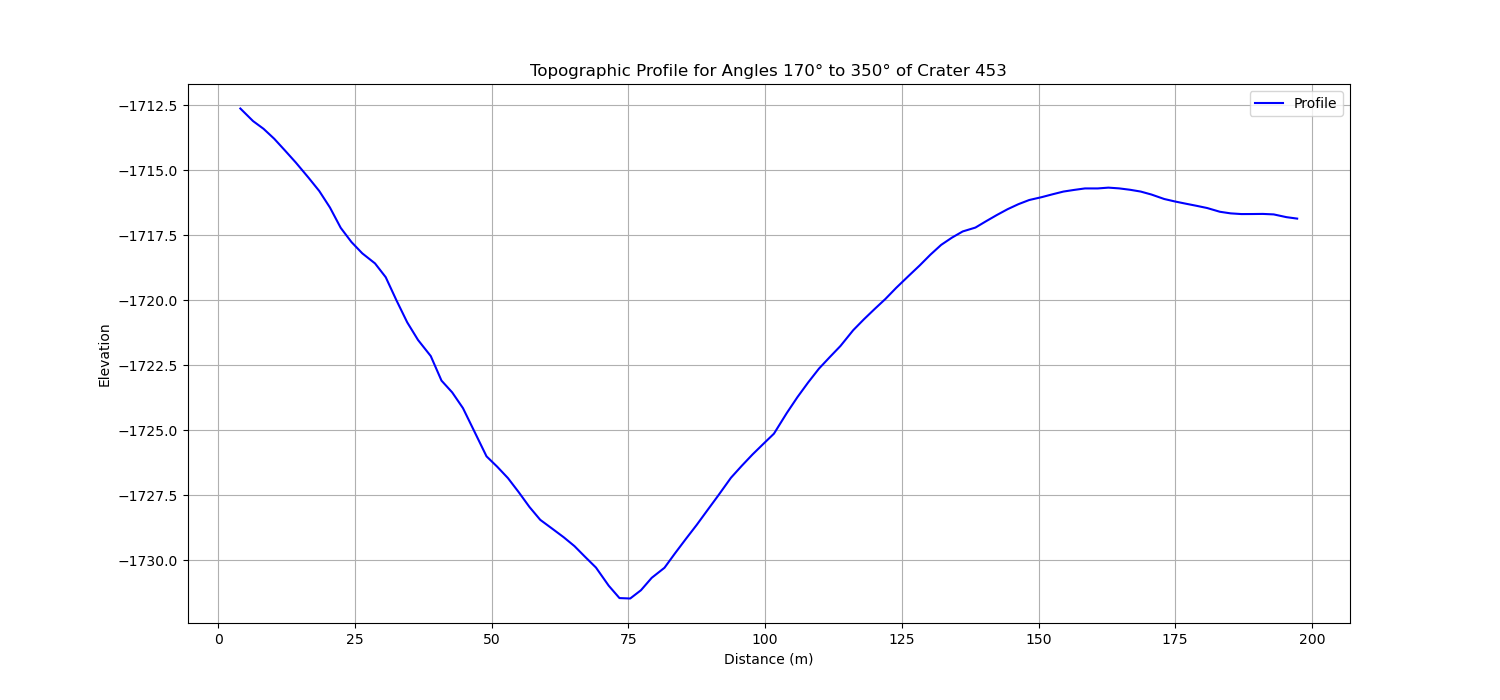 Topographic Profile for Angles 170° to 350° of Crater 453
Profile
−1712.5
−1715.0
−1717.5
−1720.0
−1722.5
−1725.0
−1727.5
−1730.0
Elevation
0 25 50 75 100 125 150 175 200
Distance (m)